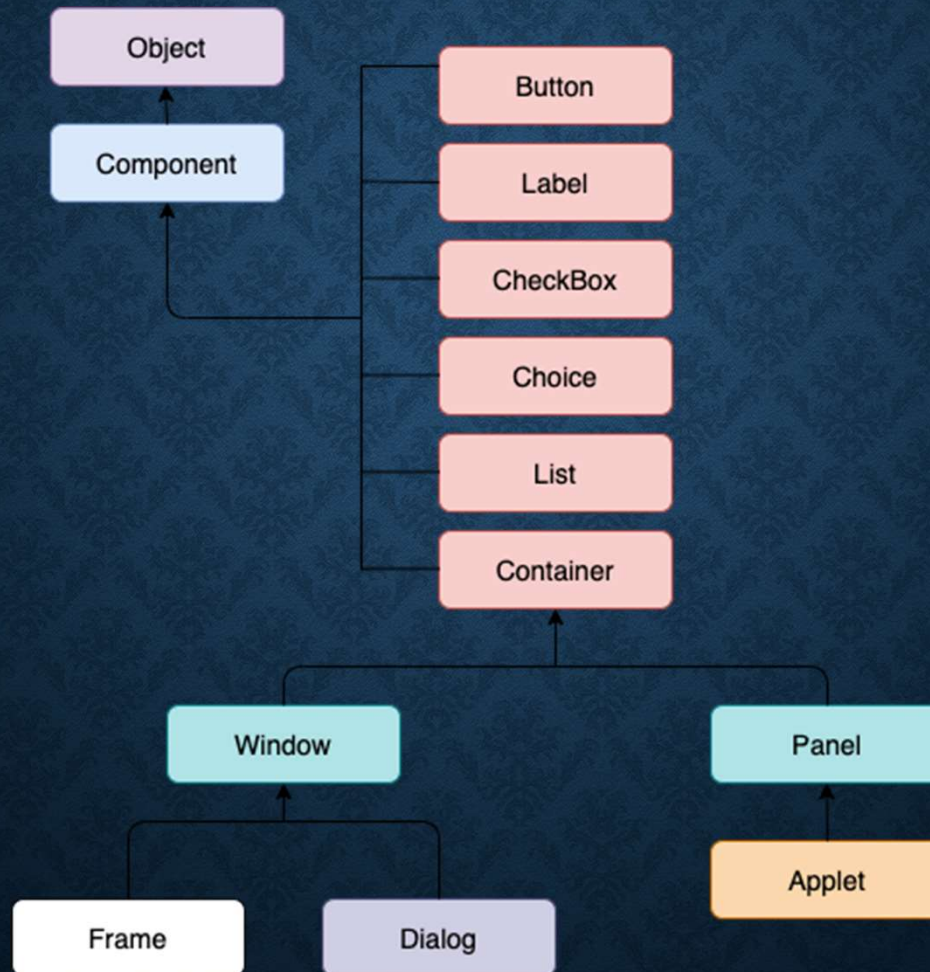 Object
Component
Button
Label
CheckBox
Choice
List
Container
Window
Panel
Applet
Frame
Dialog